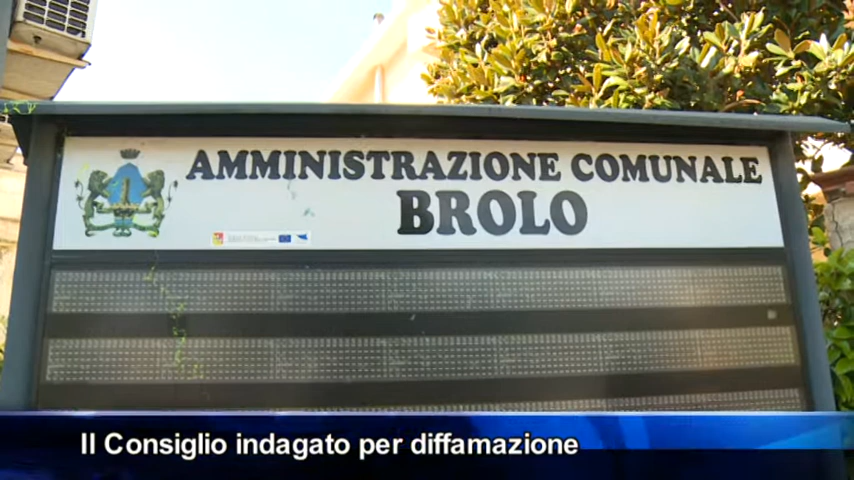 AMMINISTRAZIONE COMUNALE
BROLO
Il Consiglio indagato per diffamazione